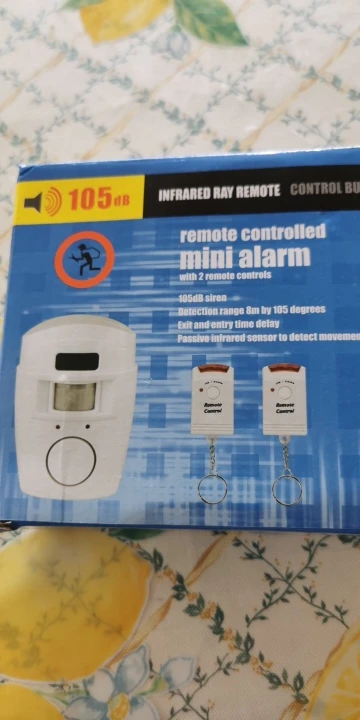 105dB
INFRARED RAY REMOTE CONTROL BU
remote controlled
mini alarm
with 2 remote controls
105dB siren
Detection range 8m by 105 degrees
Exit and entry time delay
Passive infrared sensor to detect movemen
Remote
Control
Remote
Control